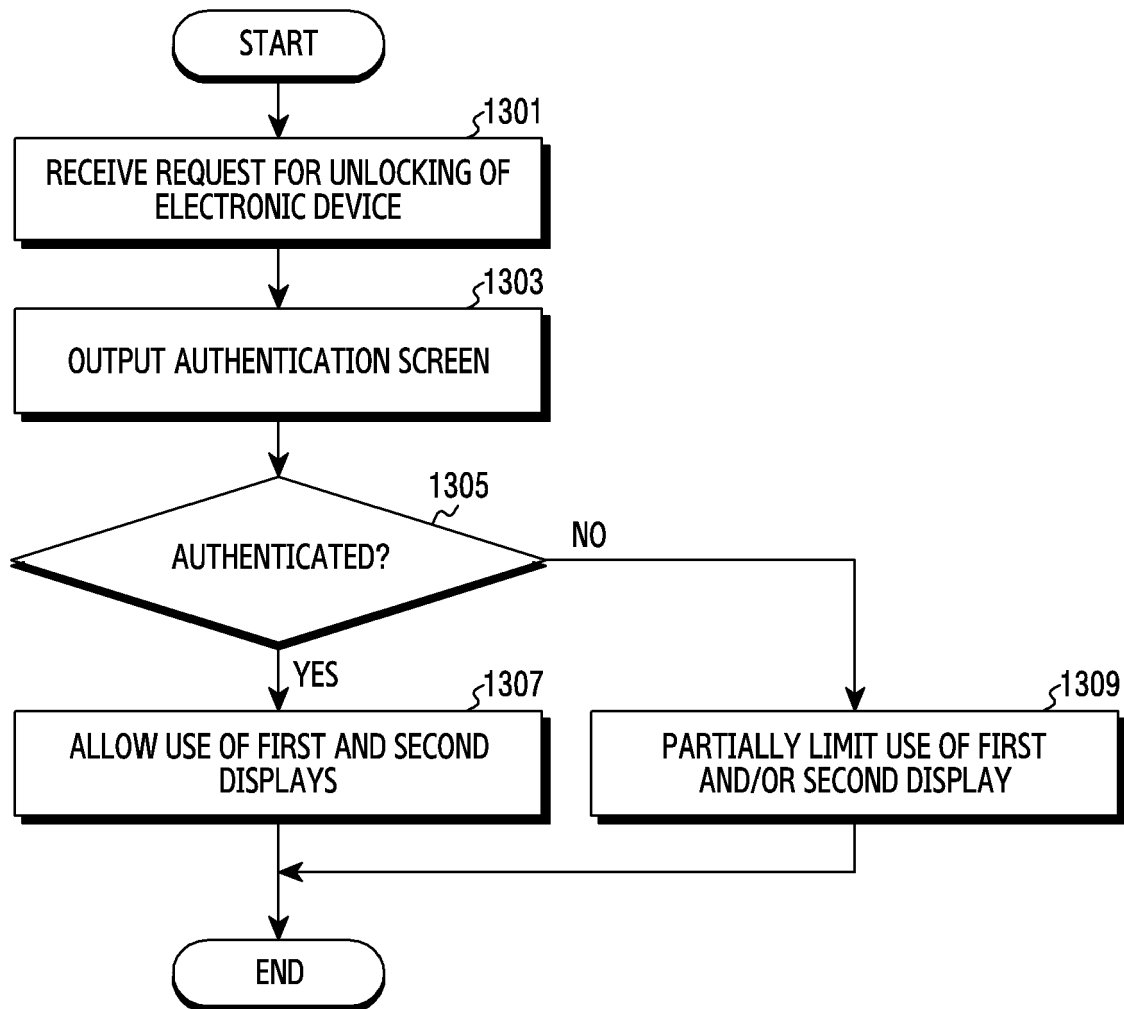 START
1301
RECEIVE REQUEST FOR UNLOCKING OF
ELECTRONIC DEVICE
1303
OUTPUT AUTHENTICATION SCREEN
1305
AUTHENTICATED?
NO
YES
1307
ALLOW USE OF FIRST AND SECOND
DISPLAYS
1309
PARTIALLY LIMIT USE OF FIRST
AND/OR SECOND DISPLAY
END